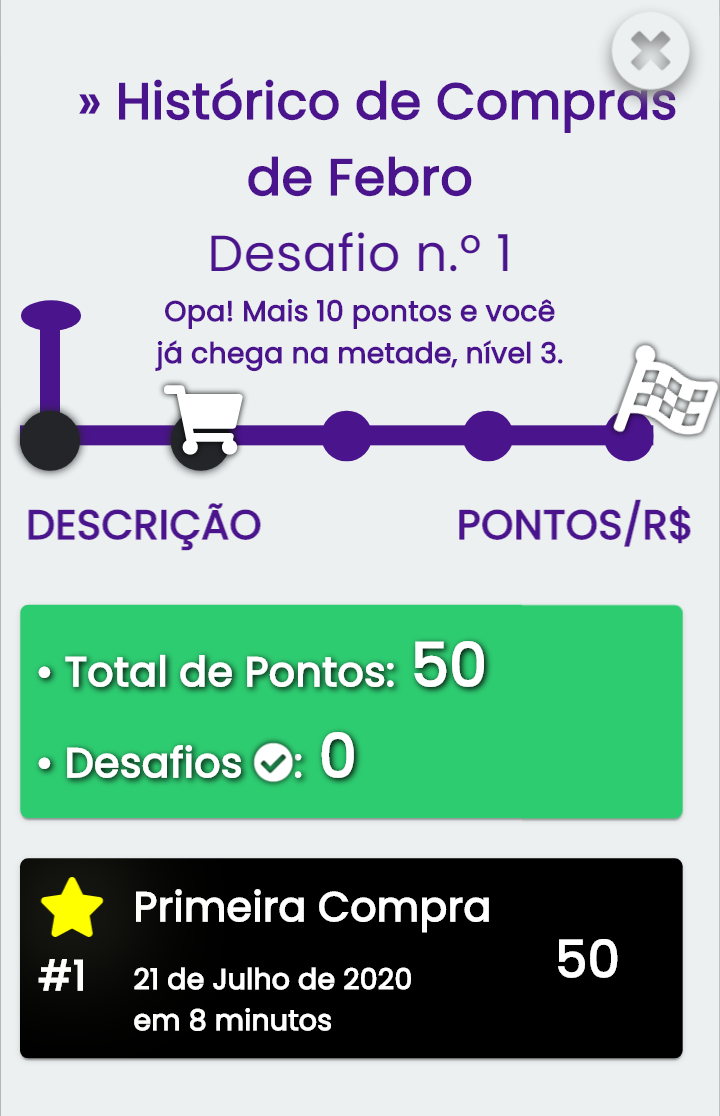 » Histórico de Compras
de Febro
Desafio n.º 1
Opa! Mais 10 pontos e você
já chega na metade, nível 3.
DESCRIÇÃO PONTOS/R$
• Total de Pontos: 50
• Desafios : 0
Primeira Compra
50
#1 21 de Julho de 2020
em 8 minutos